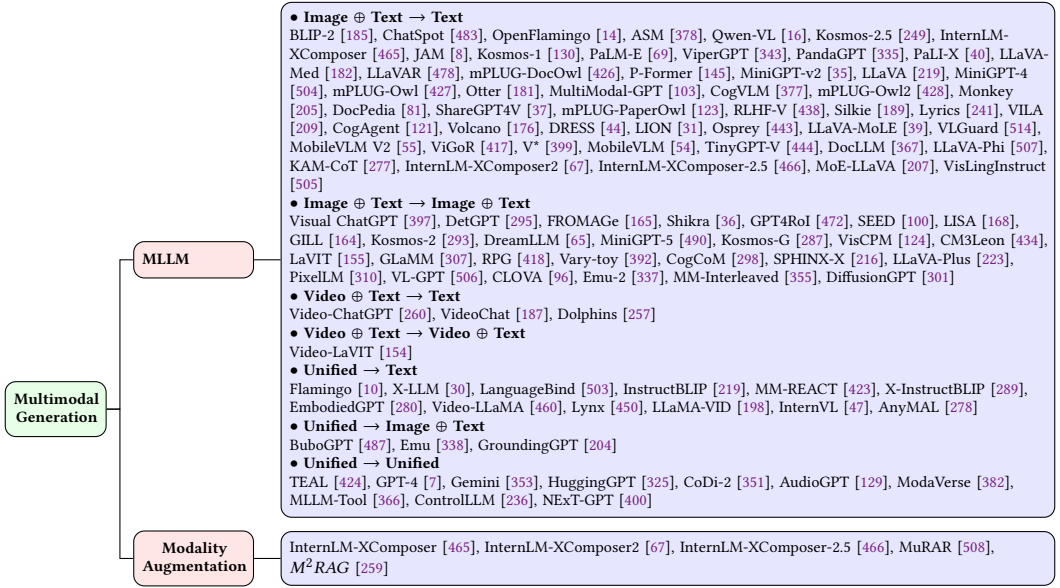 ● Image ⊕ Text → Text
BLIP-2 [185], ChatSpot [483], OpenFlamingo [14], ASM [378], Qwen-VL [16], Kosmos-2.5 [249], InternLM-
XComposer [465], JAM [8], Kosmos-1 [130], PaLM-E [69], ViperGPT [343], PandaGPT [335], PaLI-X [40], LLaVA-
Med [182], LLaVAR [478], mPLUG-DocOwl [426], P-Former [145], MiniGPT-v2 [35], LLaVA [219], MiniGPT-4
[504], mPLUG-Owl [427], Otter [181], MultiModal-GPT [103], CogVLM [377], mPLUG-Owl2 [428], Monkey
[205], DocPedia [81], ShareGPT4V [37], mPLUG-PaperOwl [123], RLHF-V [438], Silkie [189], Lyrics [241], VILA
[209], CogAgent [121], Volcano [176], DRESS [44], LION [31], Osprey [443], LLaVA-MoLE [39], VLGuard [514],
MobileVLM V2 [55], ViGoR [417], V* [399], MobileVLM [54], TinyGPT-V [444], DocLLM [367], LLaVA-Phi [507],
KAM-CoT [277], InternLM-XComposer2 [67], InternLM-XComposer-2.5 [466], MoE-LLaVA [207], VisLingInstruct
[505]
● Image ⊕ Text → Image ⊕ Text
Visual ChatGPT [397], DetGPT [295], FROMAGe [165], Shikra [36], GPT4RoI [472], SEED [100], LISA [168],
GILL [164], Kosmos-2 [293], DreamLLM [65], MiniGPT-5 [490], Kosmos-G [287], VisCPM [124], CM3Leon [434],
LaVIT [155], GLaMM [307], RPG [418], Vary-toy [392], CogCoM [298], SPHINX-X [216], LLaVA-Plus [223],
PixelLM [310], VL-GPT [506], CLOVA [96], Emu-2 [337], MM-Interleaved [355], DiffusionGPT [301]
● Video ⊕ Text → Text
Video-ChatGPT [260], VideoChat [187], Dolphins [257]
● Video ⊕ Text → Video ⊕ Text
Video-LaVIT [154]
● Unified → Text
Flamingo [10], X-LLM [30], LanguageBind [503], InstructBLIP [219], MM-REACT [423], X-InstructBLIP [289],
EmbodiedGPT [280], Video-LLaMA [460], Lynx [450], LLaMA-VID [198], InternVL [47], AnyMAL [278]
● Unified → Image ⊕ Text
BuboGPT [487], Emu [338], GroundingGPT [204]
● Unified → Unified
TEAL [424], GPT-4 [7], Gemini [353], HuggingGPT [325], CoDi-2 [351], AudioGPT [129], ModaVerse [382],
MLLM-Tool [366], ControlLLM [236], NExT-GPT [400]
MLLM
Multimodal
Generation
Modality
Augmentation
InternLM-XComposer [465], InternLM-XComposer2 [67], InternLM-XComposer-2.5 [466], MuRAR [508],
M²RAG [259]